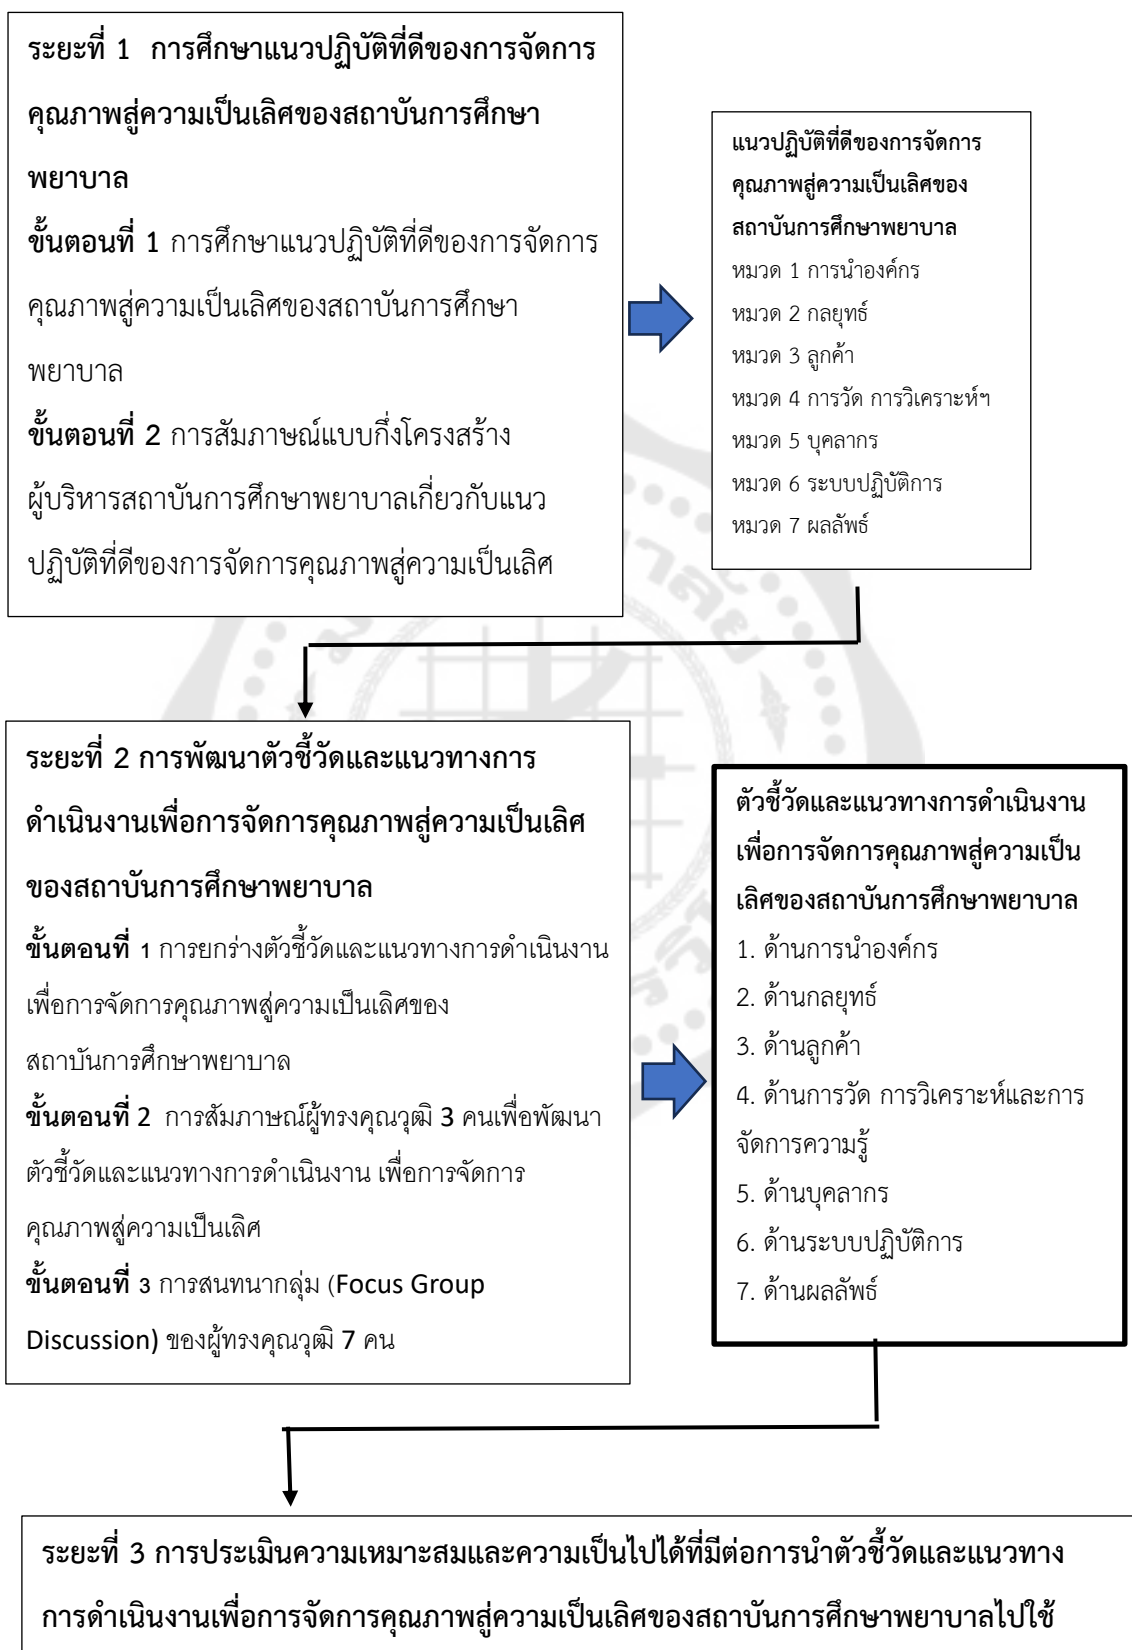 ระยะที่ 1  การศึกษาแนวปฏิบัติที่ดีของการจัดการ
คุณภาพสู่ความเป็นเลิศของสถาบันการศึกษา
พยาบาล
ขั้นตอนที่ 1 การศึกษาแนวปฏิบัติที่ดีของการจัดการ
คุณภาพสู่ความเป็นเลิศของสถาบันการศึกษา
พยาบาล
ขั้นตอนที่ 2 การสัมภาษณ์แบบกึ่งโครงสร้าง
ผู้บริหารสถาบันการศึกษาพยาบาลเกี่ยวกับแนว
ปฏิบัติที่ดีของการจัดการคุณภาพสู่ความเป็นเลิศ
แนวปฏิบัติที่ดีของการจัดการ
คุณภาพสู่ความเป็นเลิศของ
สถาบันการศึกษาพยาบาล
หมวด 1 การนำองค์กร
หมวด 2 กลยุทธ์
หมวด 3 ลูกค้า
หมวด 4 การวัด การวิเคราะห์ฯ
หมวด 5 บุคลากร
หมวด 6 ระบบปฏิบัติการ
หมวด 7 ผลลัพธ์
ระยะที่ 2 การพัฒนาตัวชี้วัดและแนวทางการ
ดำเนินงานเพื่อการจัดการคุณภาพสู่ความเป็นเลิศ
ของสถาบันการศึกษาพยาบาล
ขั้นตอนที่ 1 การยกร่างตัวชี้วัดและแนวทางการดำเนินงาน
เพื่อการจัดการคุณภาพสู่ความเป็นเลิศของ
สถาบันการศึกษาพยาบาล
ขั้นตอนที่ 2  การสัมภาษณ์ผู้ทรงคุณวุฒิ 3 คนเพื่อพัฒนา
ตัวชี้วัดและแนวทางการดำเนินงาน เพื่อการจัดการ
คุณภาพสู่ความเป็นเลิศ
ขั้นตอนที่ 3 การสนทนากลุ่ม (Focus Group
Discussion) ของผู้ทรงคุณวุฒิ 7 คน
ตัวชี้วัดและแนวทางการดำเนินงาน
เพื่อการจัดการคุณภาพสู่ความเป็น
เลิศของสถาบันการศึกษาพยาบาล
1. ด้านการนำองค์กร
2. ด้านกลยุทธ์
3. ด้านลูกค้า
4. ด้านการวัด การวิเคราะห์และการ
จัดการความรู้
5. ด้านบุคลากร
6. ด้านระบบปฏิบัติการ
7. ด้านผลลัพธ์
ระยะที่ 3 การประเมินความเหมาะสมและความเป็นไปได้ที่มีต่อการนำตัวชี้วัดและแนวทาง
การดำเนินงานเพื่อการจัดการคุณภาพสู่ความเป็นเลิศของสถาบันการศึกษาพยาบาลไปใช้